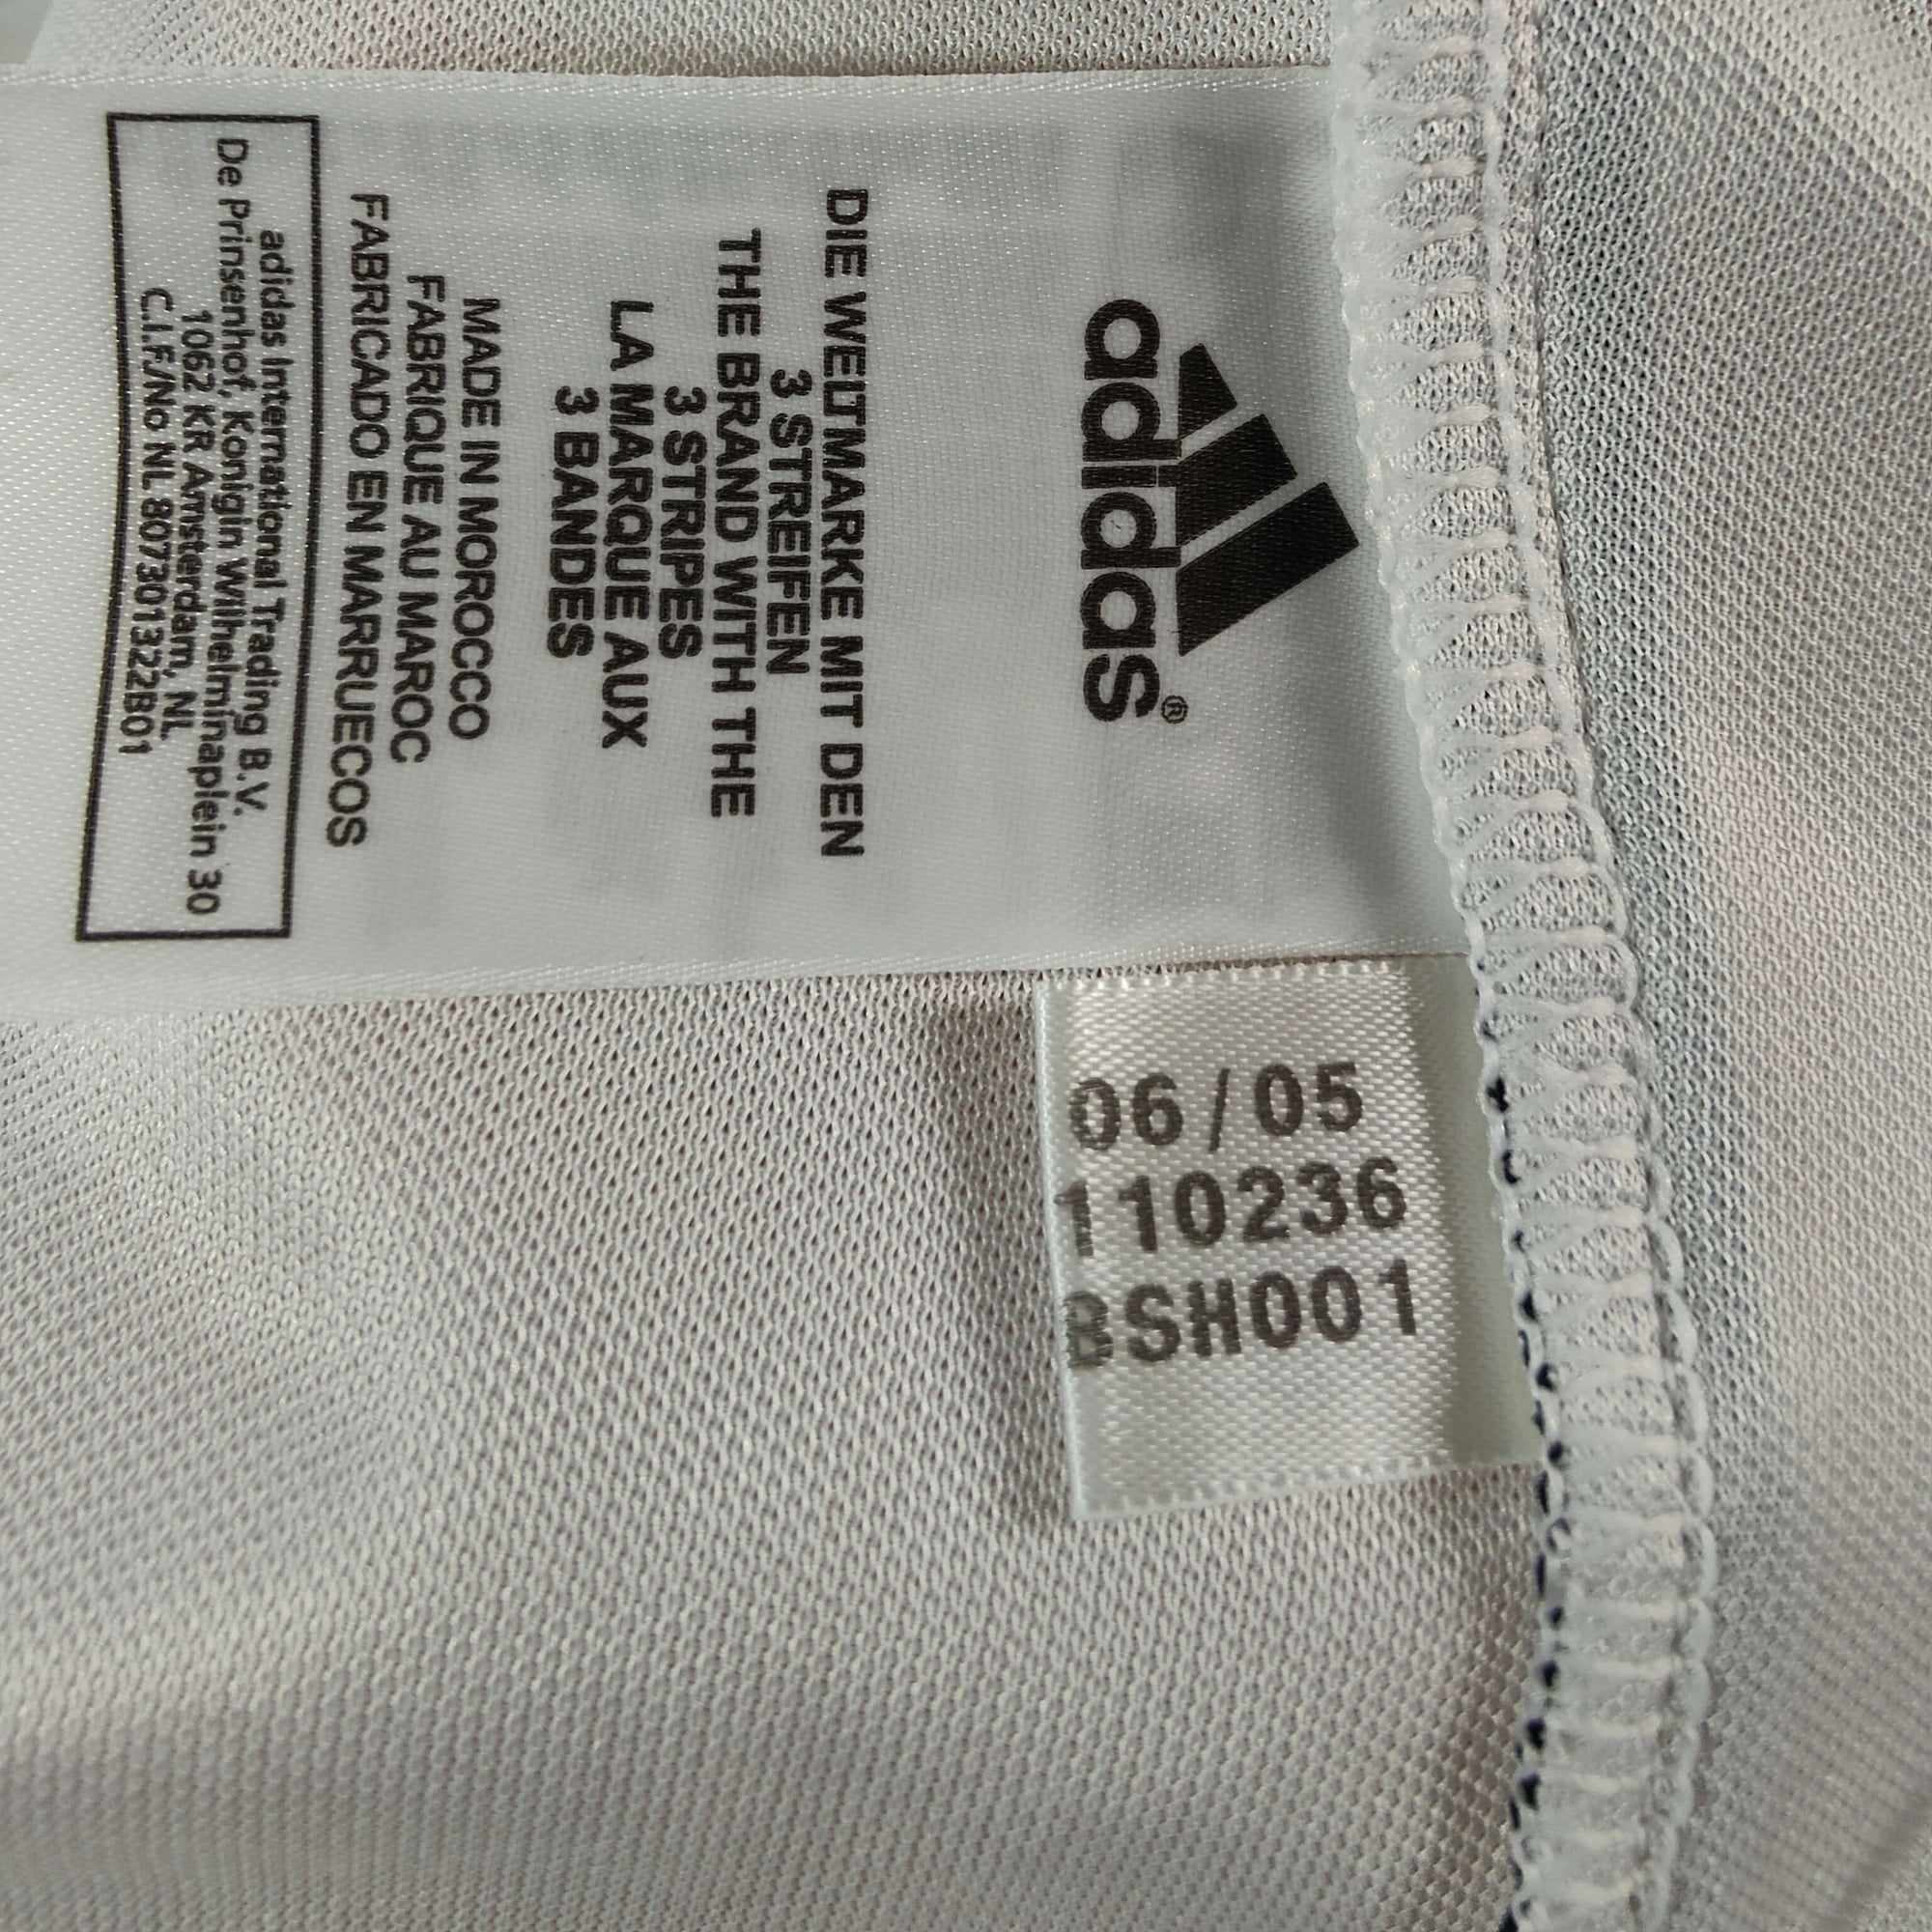 adidas®
DIE WELTMARKE MIT DEN
3 STREIFEN
THE BRAND WITH THE
3 STRIPES
LA MARQUE AUX
3 BANDES
MADE IN MOROCCO
FABRIQUE AU MAROC
FABRICADO EN MARRUECOS
adidas International Trading B.V.
De Prinsenhof, Konigin Wilhelminaplein 30
1062 KR Amsterdam, NL
C.I.F./No NL 807301322B01
06/05
110236
BSH001